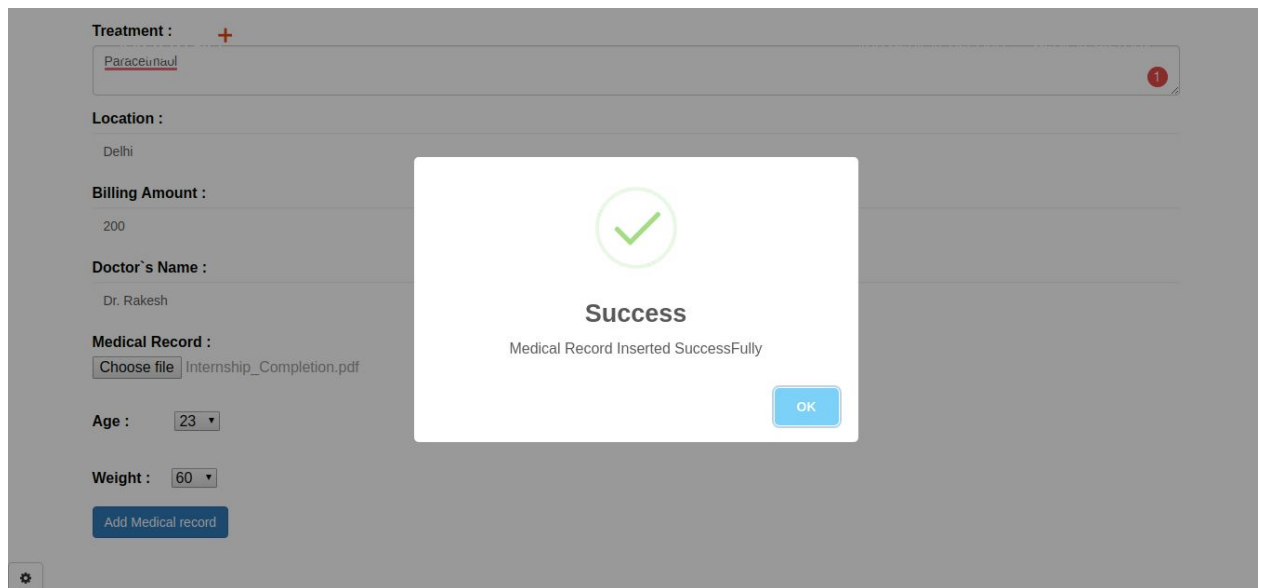 Treatment :
1
Location :
Delhi
Billing Amount :
200
Doctor`s Name :
Dr. Rakesh
Medical Record :
Choose file Internship_Completion.pdf
Age : 23
Weight : 60
Add Medical record
Success
Medical Record Inserted SuccessFully
OK